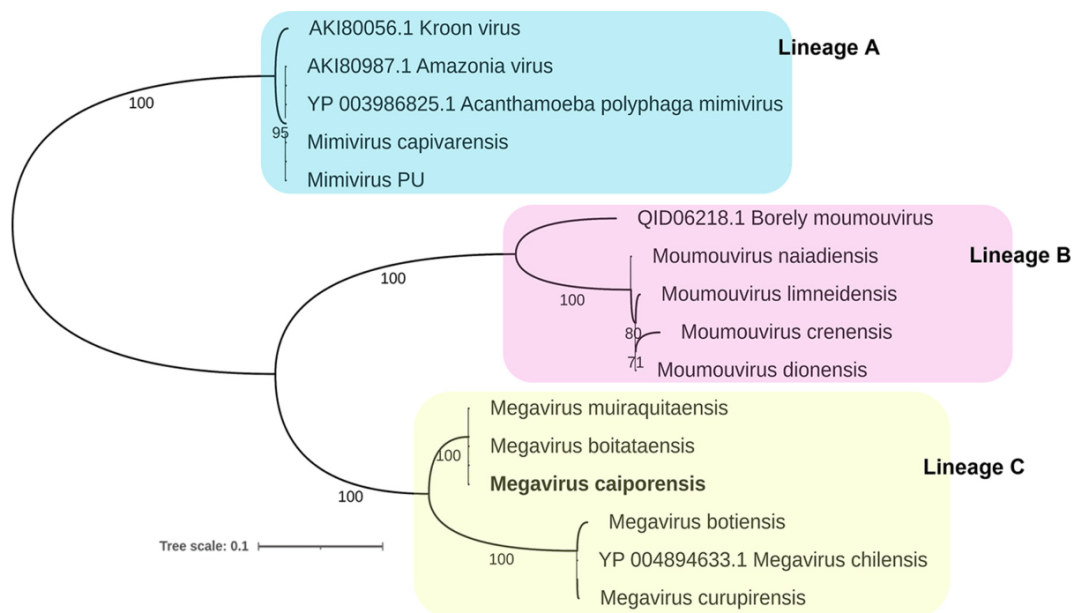 AKI80056.1 Kroon virus
Lineage A
AKI80987.1 Amazonia virus
100
YP 003986825.1 Acanthamoeba polyphaga mimivirus
95
Mimivirus capivarensis
Mimivirus PU
QID06218.1 Borely moumouvirus
Moumouvirus naiadiensis
Lineage B
100
Moumouvirus limneidensis
100
80
Moumouvirus crenensis
71
Moumouvirus dionensis
Megavirus muiraquitaensis
Megavirus boitataensis
100
Lineage C
Megavirus caiporensis
100
Megavirus botiensis
Tree scale: 0.1
100
YP 004894633.1 Megavirus chilensis
Megavirus curupirensis